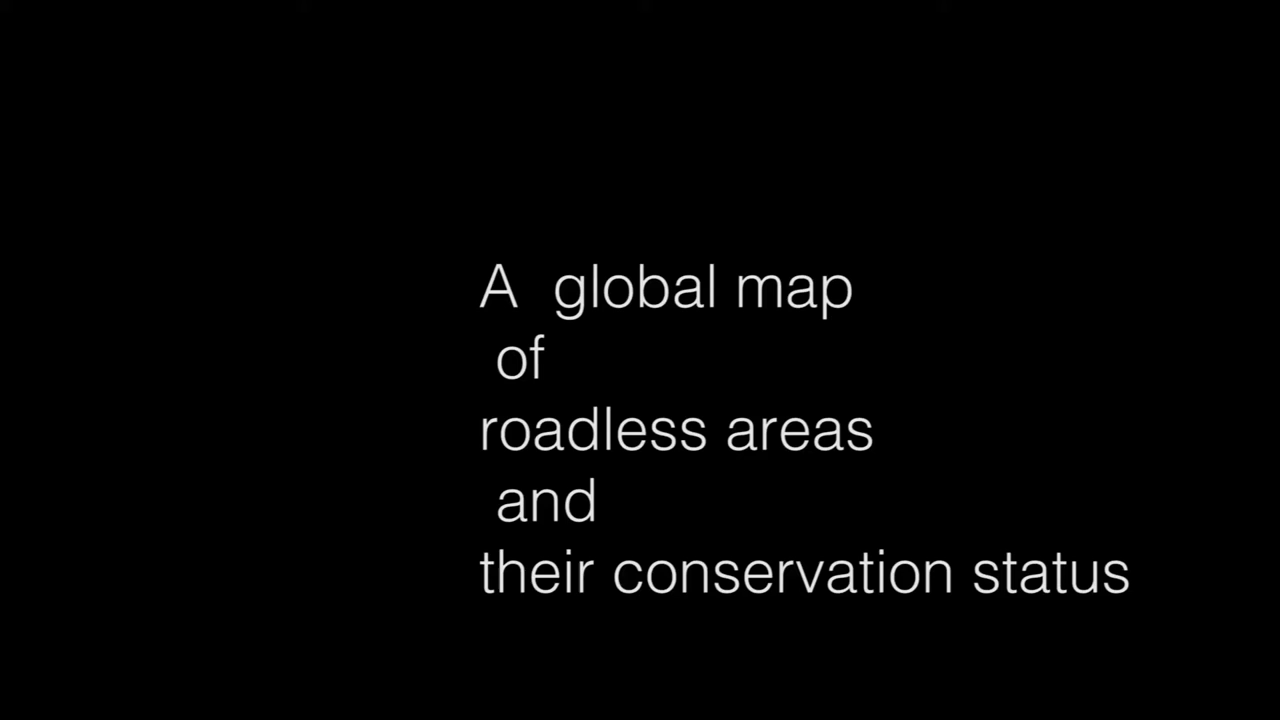 A  global map
of
roadless areas
and
their conservation status